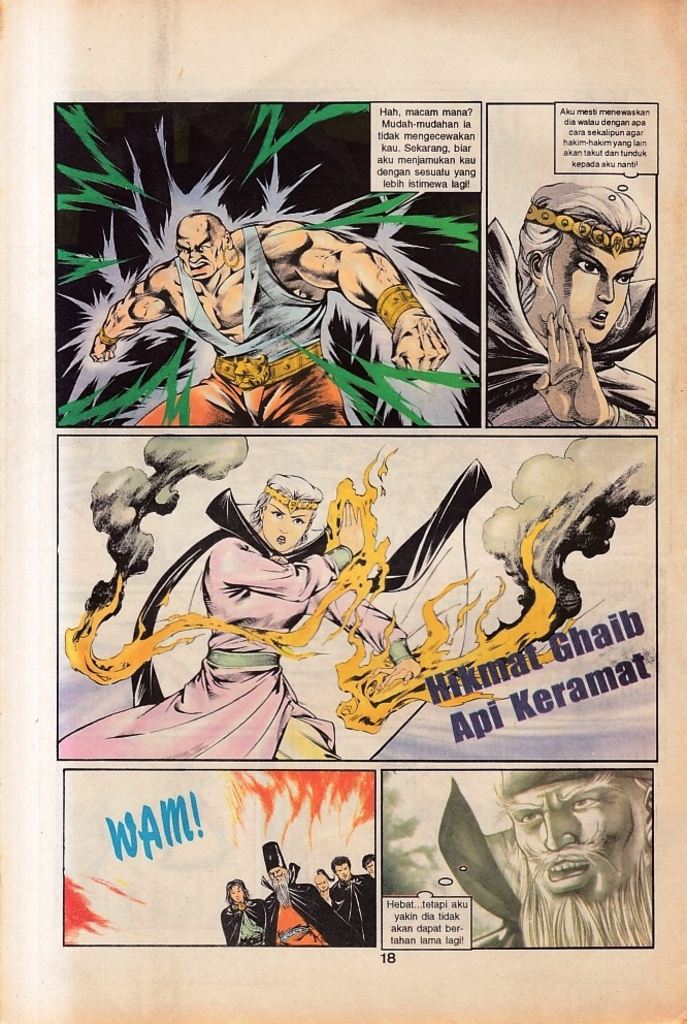 Hah, macam mana?
Mudah-mudahan ia
tidak mengecewakan
kau. Sekarang, biar
aku menjamukan kau
dengan sesuatu yang
lebih istimewa lagi!
Aku mesti menewaskan
dia walau dengan apa
cara sekalipun agar
hakim-hakim yang lain
akan takut dan tunduk
kepada aku nanti!
Hikmat Ghaib
Api Keramat
WAM!
Hebat...tetapi aku
yakin dia tidak
akan dapat ber-
tahan lama lagi!
18